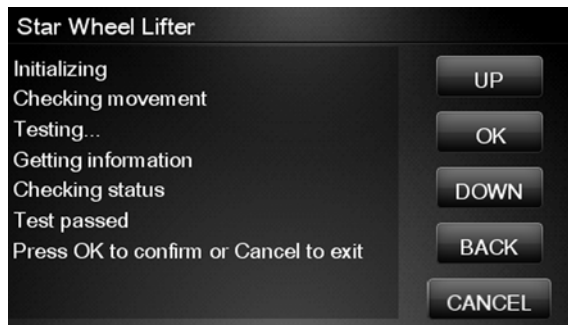 Star Wheel Lifter
Initializing
Checking movement
Testing...
Getting information
Checking status
Test passed
Press OK to confirm or Cancel to exit
UP
OK
DOWN
BACK
CANCEL